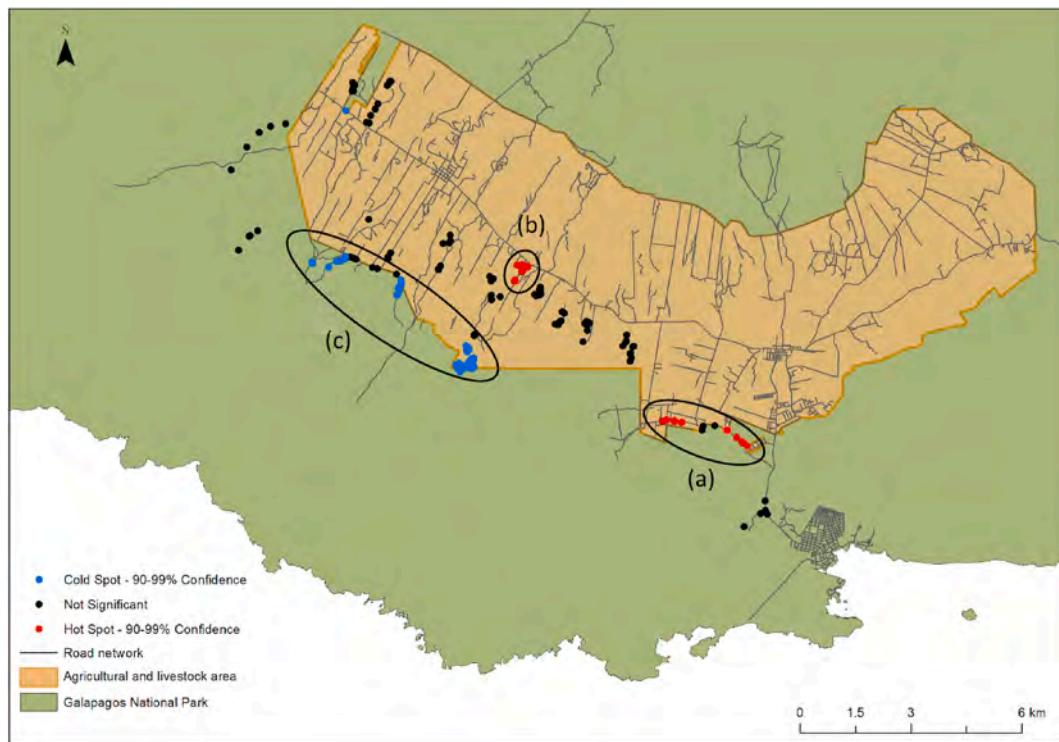 N
(b)
(c)
(a)
Cold Spot - 90-99% Confidence
Not Significant
Hot Spot - 90-99% Confidence
Road network
Agricultural and livestock area
Galapagos National Park
0 1.5 3 6 km